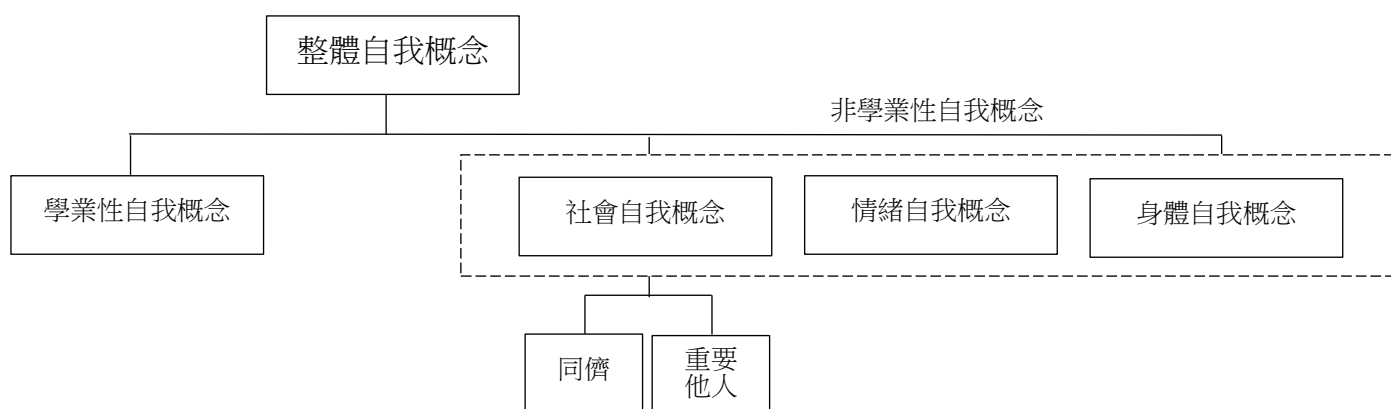 整體自我概念
非學業性自我概念
學業性自我概念
社會自我概念
情緒自我概念
身體自我概念
同儕
重要
他人